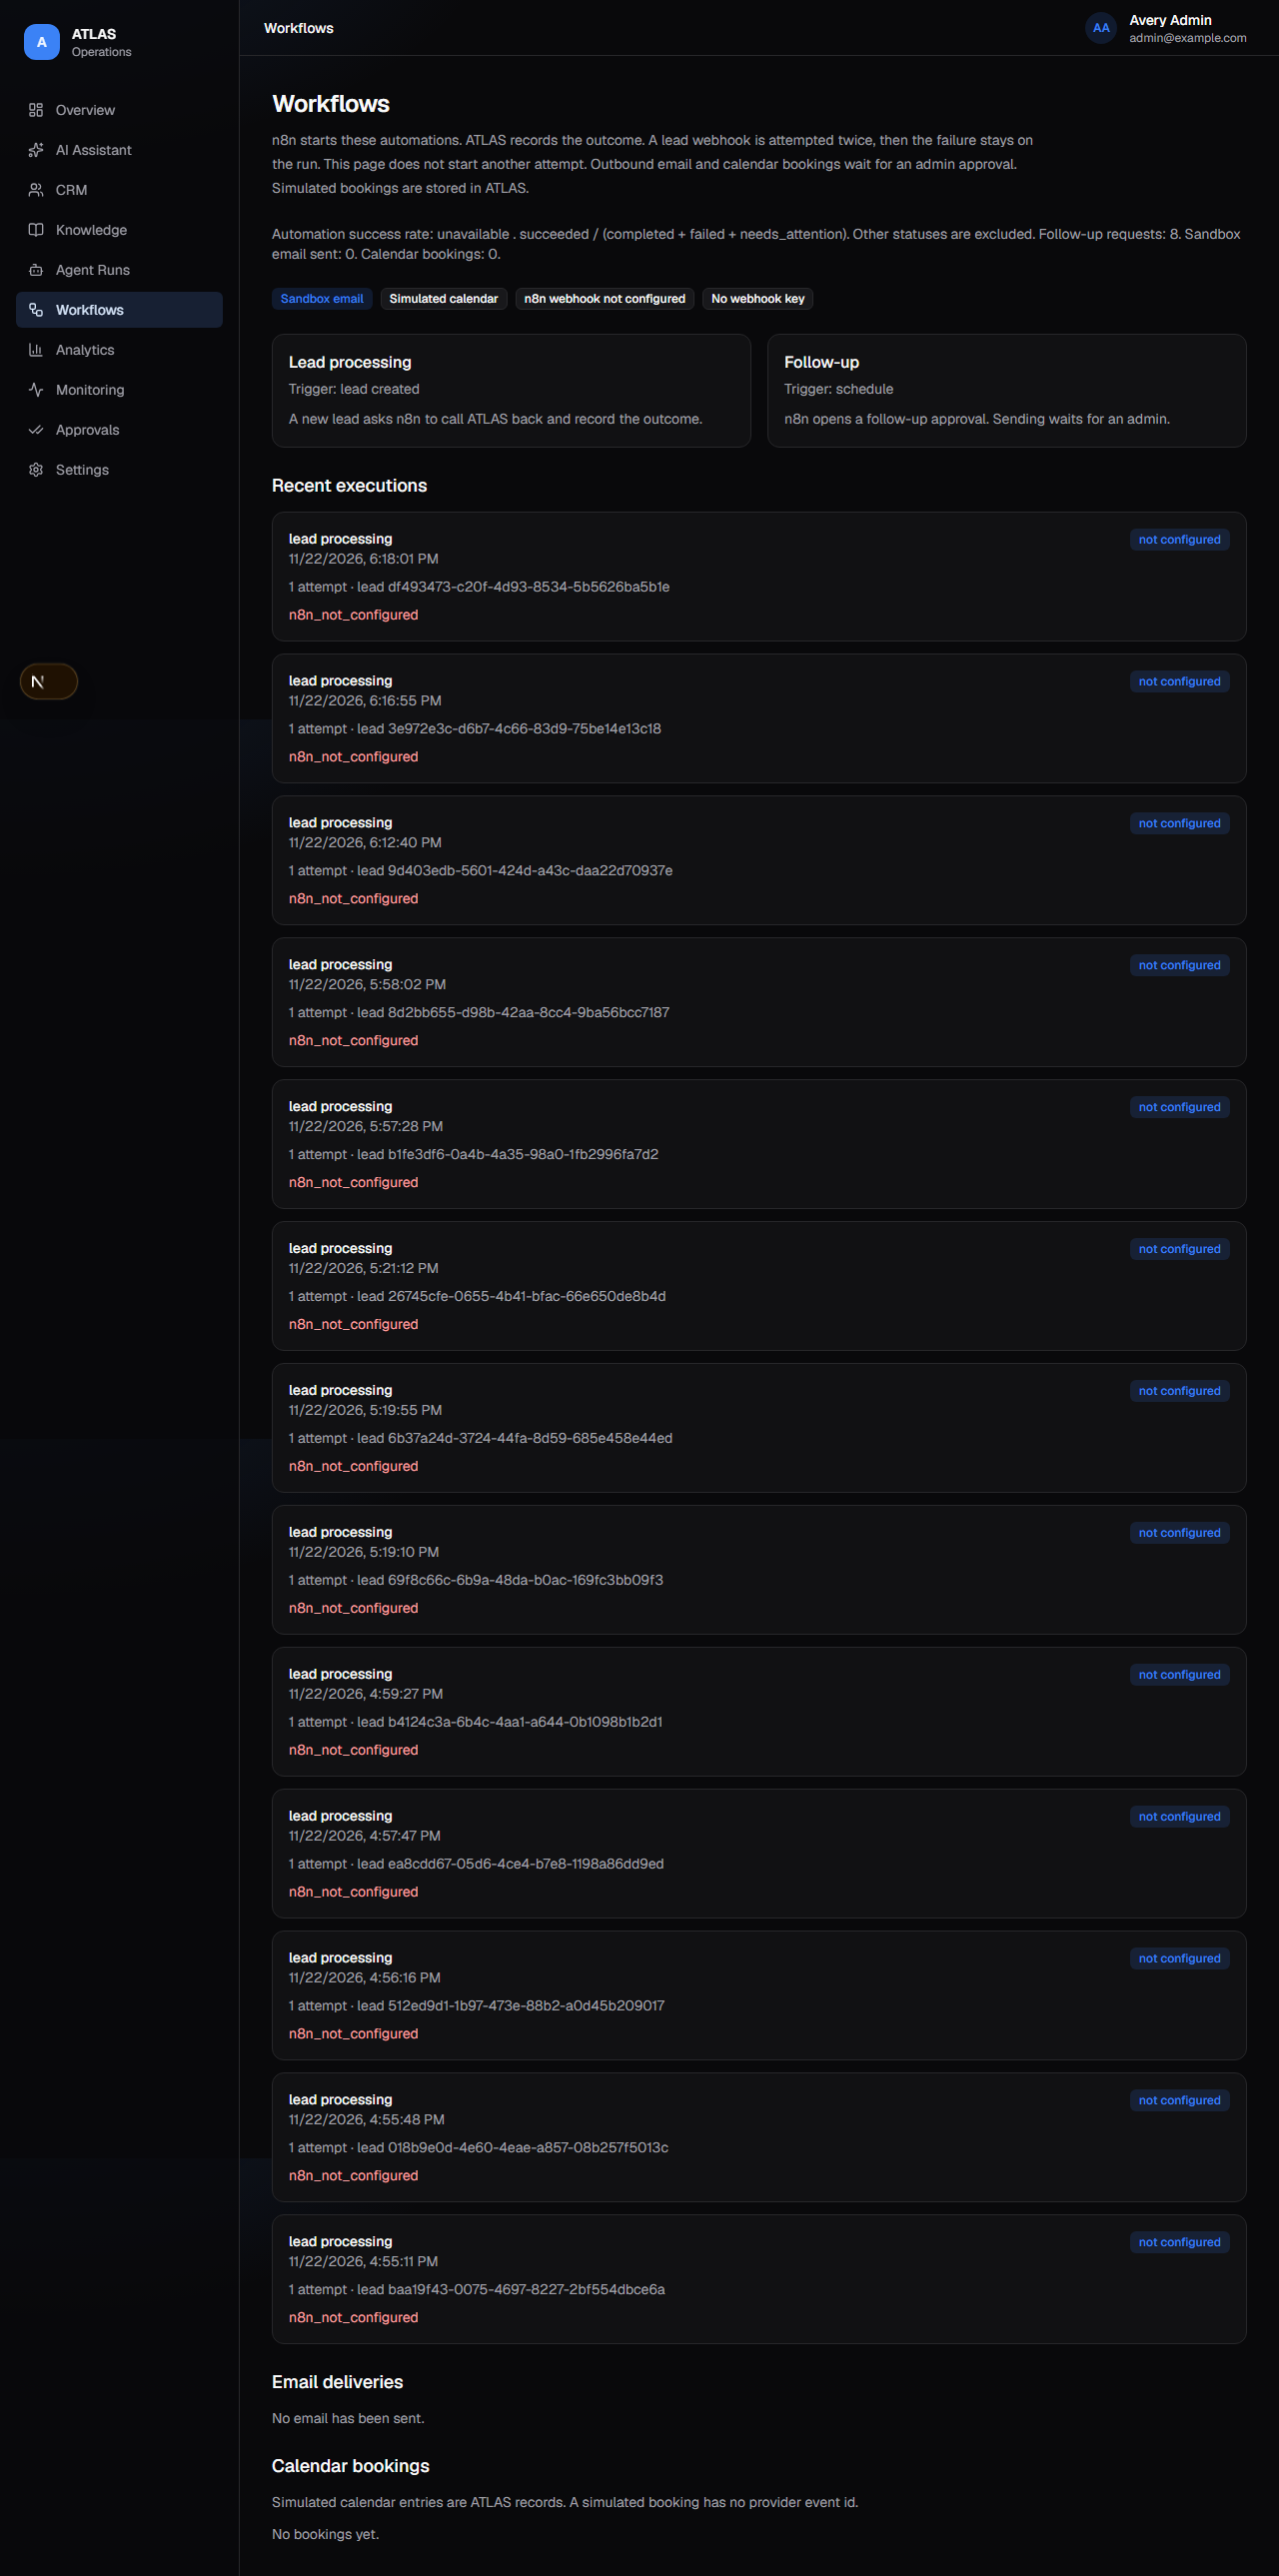 A
ATLAS
Operations
Overview
AI Assistant
CRM
Knowledge
Agent Runs
Workflows
Analytics
Monitoring
Approvals
Settings
N
Workflows
AA
Avery Admin
admin@example.com
Workflows
n8n starts these automations. ATLAS records the outcome. A lead webhook is attempted twice, then the failure stays on
the run. This page does not start another attempt. Outbound email and calendar bookings wait for an admin approval.
Simulated bookings are stored in ATLAS.
Automation success rate: unavailable . succeeded / (completed + failed + needs_attention). Other statuses are excluded. Follow-up requests: 8. Sandbox
email sent: 0. Calendar bookings: 0.
Sandbox email
Simulated calendar
n8n webhook not configured
No webhook key
Lead processing
Trigger: lead created
A new lead asks n8n to call ATLAS back and record the outcome.
Follow-up
Trigger: schedule
n8n opens a follow-up approval. Sending waits for an admin.
Recent executions
lead processing
not configured
11/22/2026, 6:18:01 PM
1 attempt · lead df493473-c20f-4d93-8534-5b5626ba5b1e
n8n_not_configured
lead processing
not configured
11/22/2026, 6:16:55 PM
1 attempt · lead 3e972e3c-d6b7-4c66-83d9-75be14e13c18
n8n_not_configured
lead processing
not configured
11/22/2026, 6:12:40 PM
1 attempt · lead 9d403edb-5601-424d-a43c-daa22d70937e
n8n_not_configured
lead processing
not configured
11/22/2026, 5:58:02 PM
1 attempt · lead 8d2bb655-d98b-42aa-8cc4-9ba56bcc7187
n8n_not_configured
lead processing
not configured
11/22/2026, 5:57:28 PM
1 attempt · lead b1fe3df6-0a4b-4a35-98a0-1fb2996fa7d2
n8n_not_configured
lead processing
not configured
11/22/2026, 5:21:12 PM
1 attempt · lead 26745cfe-0655-4b41-bfac-66e650de8b4d
n8n_not_configured
lead processing
not configured
11/22/2026, 5:19:55 PM
1 attempt · lead 6b37a24d-3724-44fa-8d59-685e458e44ed
n8n_not_configured
lead processing
not configured
11/22/2026, 5:19:10 PM
1 attempt · lead 69f8c66c-6b9a-48da-b0ac-169fc3bb09f3
n8n_not_configured
lead processing
not configured
11/22/2026, 4:59:27 PM
1 attempt · lead b4124c3a-6b4c-4aa1-a644-0b1098b1b2d1
n8n_not_configured
lead processing
not configured
11/22/2026, 4:57:47 PM
1 attempt · lead ea8cdd67-05d6-4ce4-b7e8-1198a86dd9ed
n8n_not_configured
lead processing
not configured
11/22/2026, 4:56:16 PM
1 attempt · lead 512ed9d1-1b97-473e-88b2-a0d45b209017
n8n_not_configured
lead processing
not configured
11/22/2026, 4:55:48 PM
1 attempt · lead 018b9e0d-4e60-4eae-a857-08b257f5013c
n8n_not_configured
lead processing
not configured
11/22/2026, 4:55:11 PM
1 attempt · lead baa19f43-0075-4697-8227-2bf554dbce6a
n8n_not_configured
Email deliveries
No email has been sent.
Calendar bookings
Simulated calendar entries are ATLAS records. A simulated booking has no provider event id.
No bookings yet.